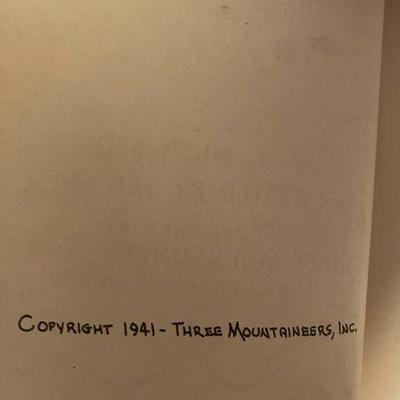 COPYRIGHT 1941 - THREE MOUNTAINEERS, INC.